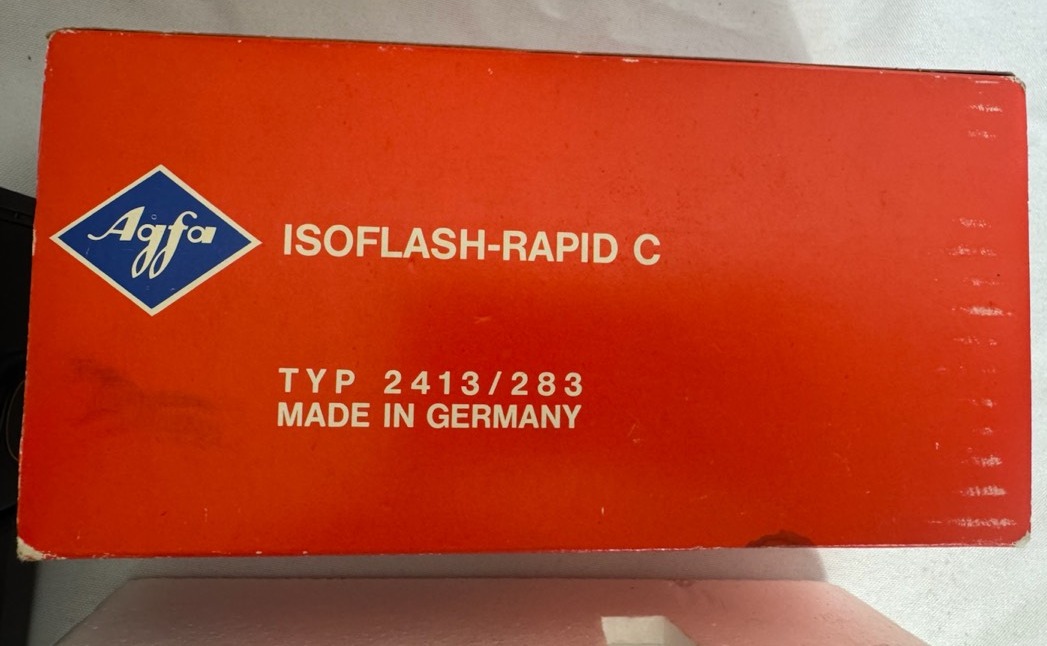 Agfa
ISOFLASH-RAPID C
TYP 2413/283
MADE IN GERMANY